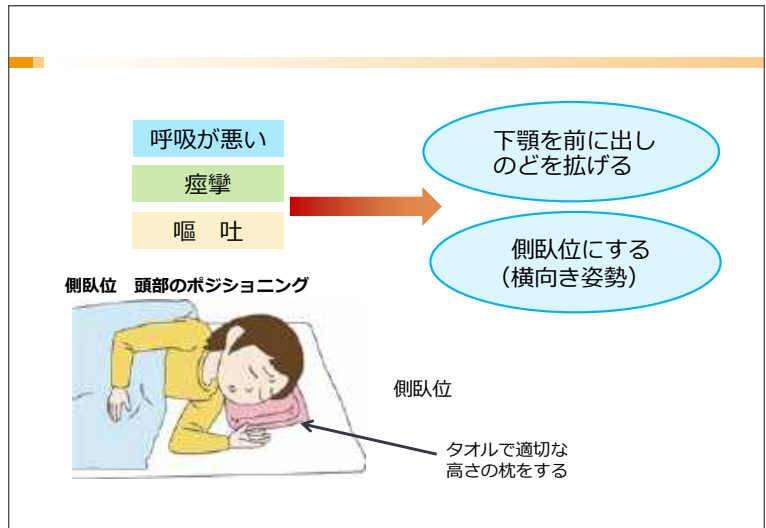 呼吸が悪い
痙攣
嘔　吐
下顎を前に出し
のどを拡げる
側臥位にする
（横向き姿勢）
側臥位　頭部のポジショニング
側臥位
タオルで適切な
高さの枕をする